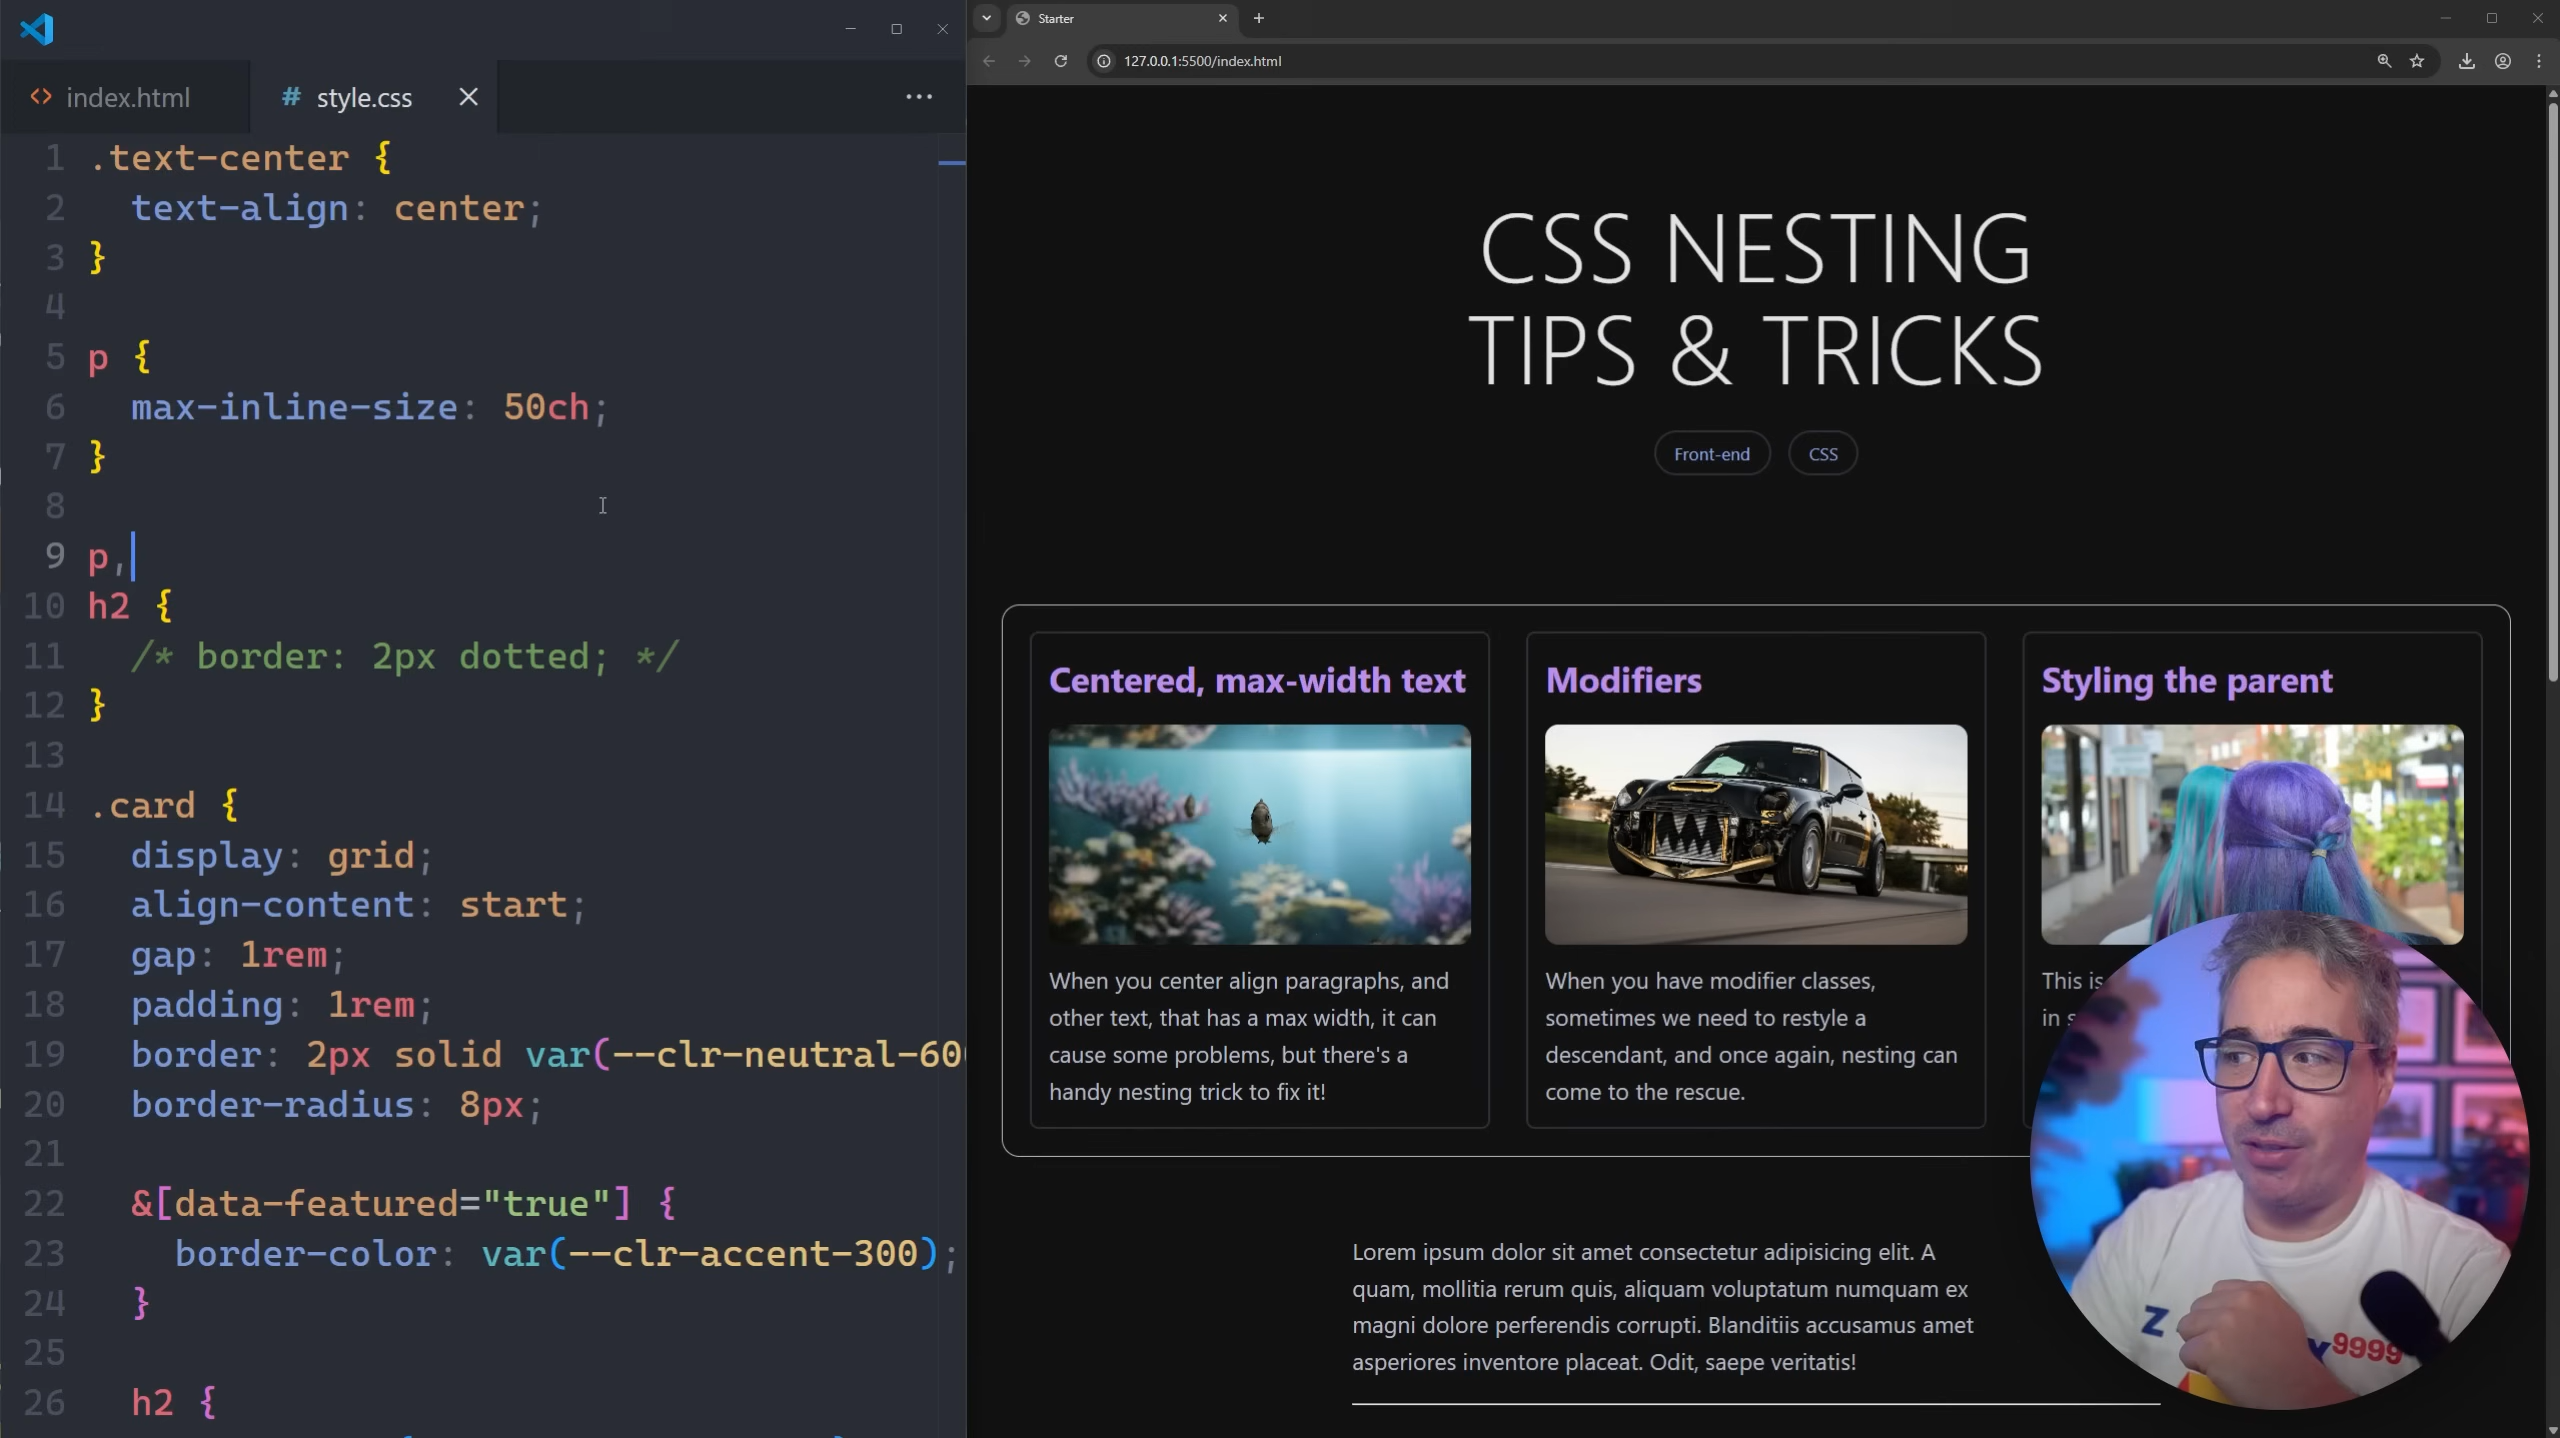 index.html
# style.css
1 .text-center {
2 text-align: center;
3 }
4
5 p {
6 max-inline-size: 50ch;
7 }
8
9 p,
10 h2 {
11 /* border: 2px dotted; */
12 }
13
14 .card {
15 display: grid;
16 align-content: start;
17 gap: 1rem;
18 padding: 1rem;
19 border: 2px solid var(--clr-neutral-60
20 border-radius: 8px;
21
22 &[data-featured="true"] {
23 border-color: var(--clr-accent-300);
24 }
25
26 h2 {
Starter
127.0.0.1:5500/index.html
CSS NESTING
TIPS & TRICKS
Front-end
CSS
Centered, max-width text
When you center align paragraphs, and
other text, that has a max width, it can
cause some problems, but there's a
handy nesting trick to fix it!
Modifiers
When you have modifier classes,
sometimes we need to restyle a
descendant, and once again, nesting can
come to the rescue.
Styling the parent
This is
in
Lorem ipsum dolor sit amet consectetur adipisicing elit. A
quam, mollitia rerum quis, aliquam voluptatum numquam ex
magni dolore perferendis corrupti. Blanditiis accusamus amet
asperiores inventore placeat. Odit, saepe veritatis!
Z
x9999